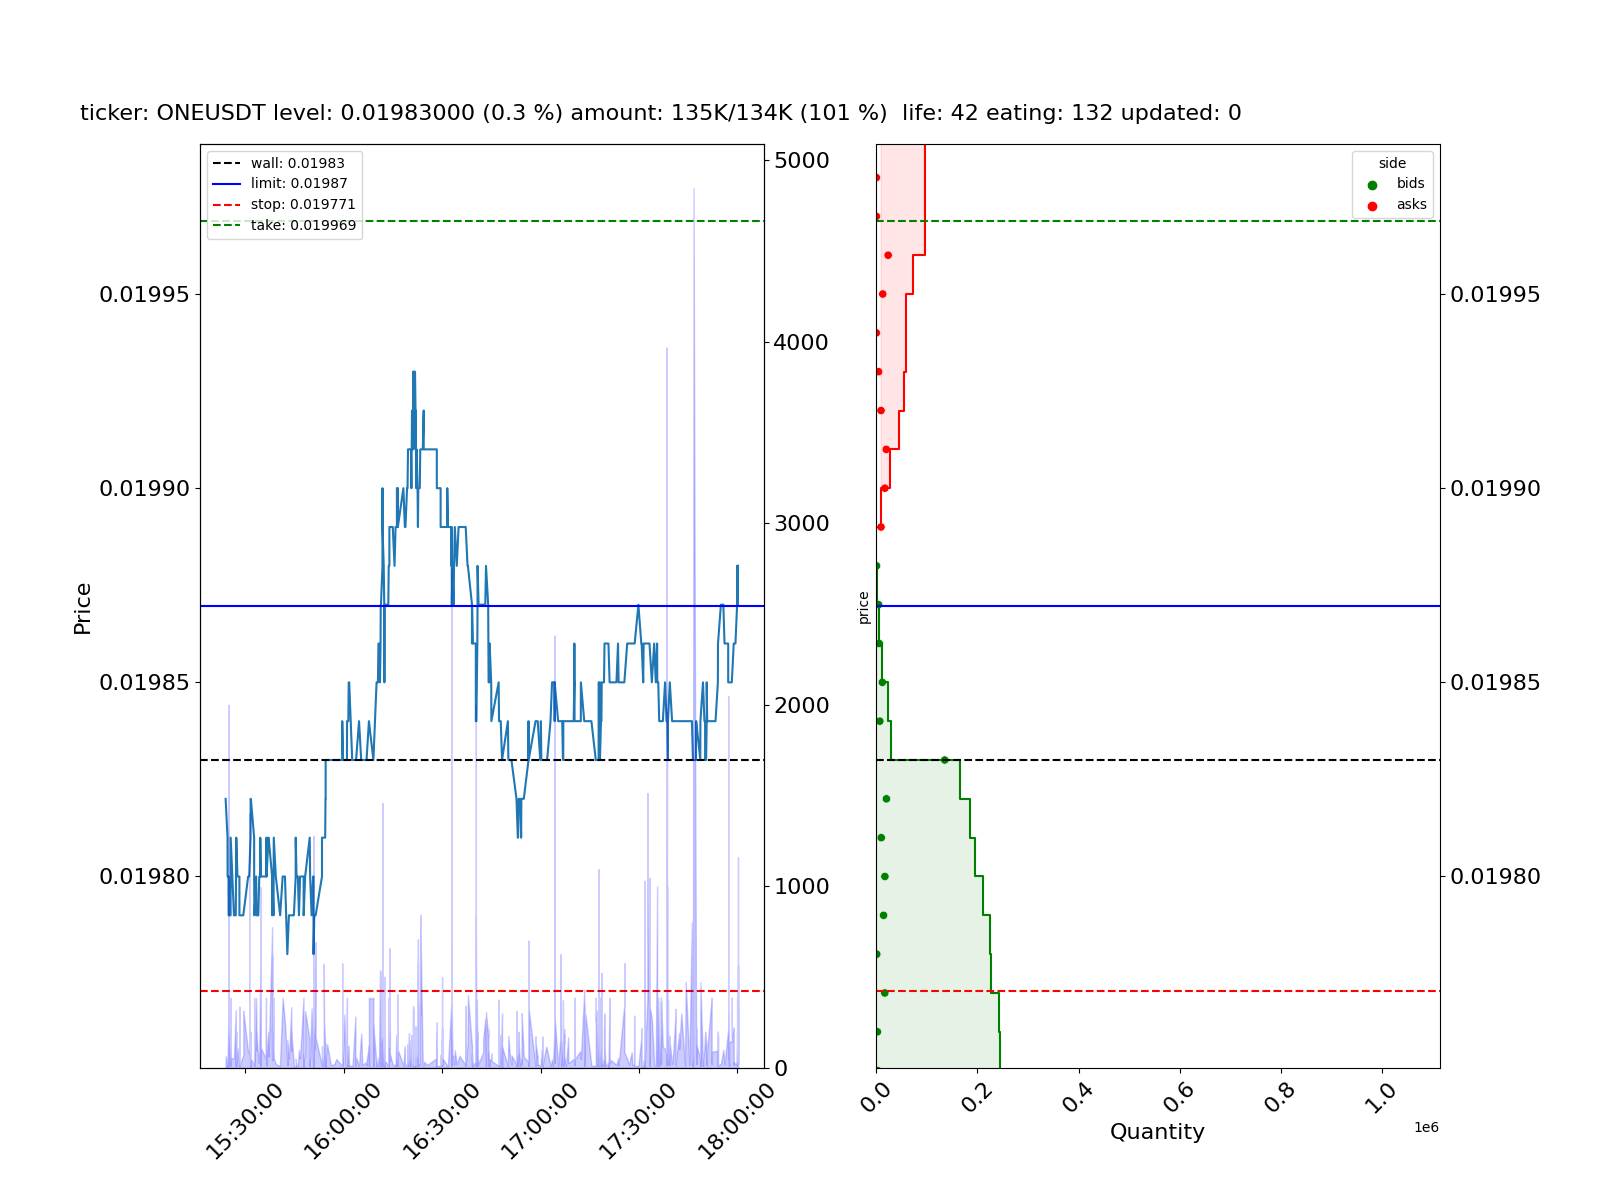 ticker: ONEUSDT level: 0.01983000 (0.3 %) amount: 135K/134K (101 %)  life: 42 eating: 132 updated: 0
wall: 0.01983
limit: 0.01987
stop: 0.019771
take: 0.019969
Price
0.01995
0.01990
0.01985
0.01980
5000
4000
3000
2000
1000
0
15:30:00
16:00:00
16:30:00
17:00:00
17:30:00
18:00:00
side
bids
asks
price
0.01995
0.01990
0.01985
0.01980
0.0
0.2
0.4
0.6
0.8
1.0
1e6
Quantity